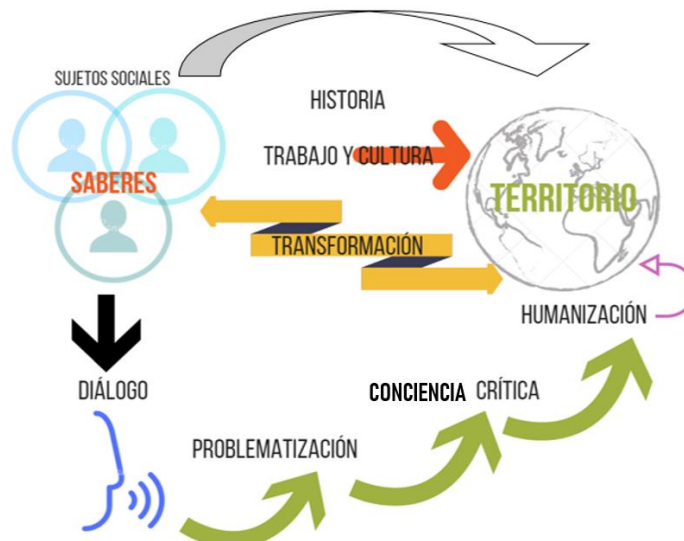 SUJETOS SOCIALES
SABERES
HISTORIA
TRABAJO Y CULTURA
TERRITORIO
TRANSFORMACIÓN
HUMANIZACIÓN
DIÁLOGO
CONCIENCIA CRÍTICA
PROBLEMATIZACIÓN